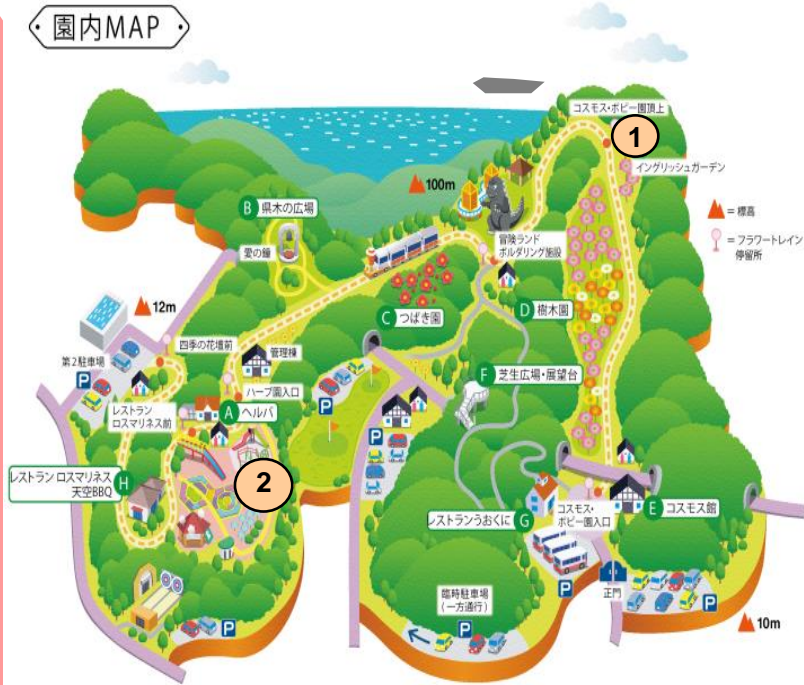 園内MAP
コスモス・ポピー園頂上
1
イングリッシュガーデン
100m
=標高
=フラワートレイン
停留所
B 県木の広場
愛の鐘
冒険ランド
ボルダリング施設
12m
C つばき園
D 樹木園
四季の花壇前
管理棟
第2駐車場
P
P
F 芝生広場・展望台
ハーブ園入口
レストラン
ロスマリネス前
A ヘルバ
P
2
レストラン ロスマリネス
天空BBQ
H
レストランうおくに G
コスモス・
ポピー園入口
E コスモス館
P
臨時駐車場
(一方通行)
正門
P
P
P
10m